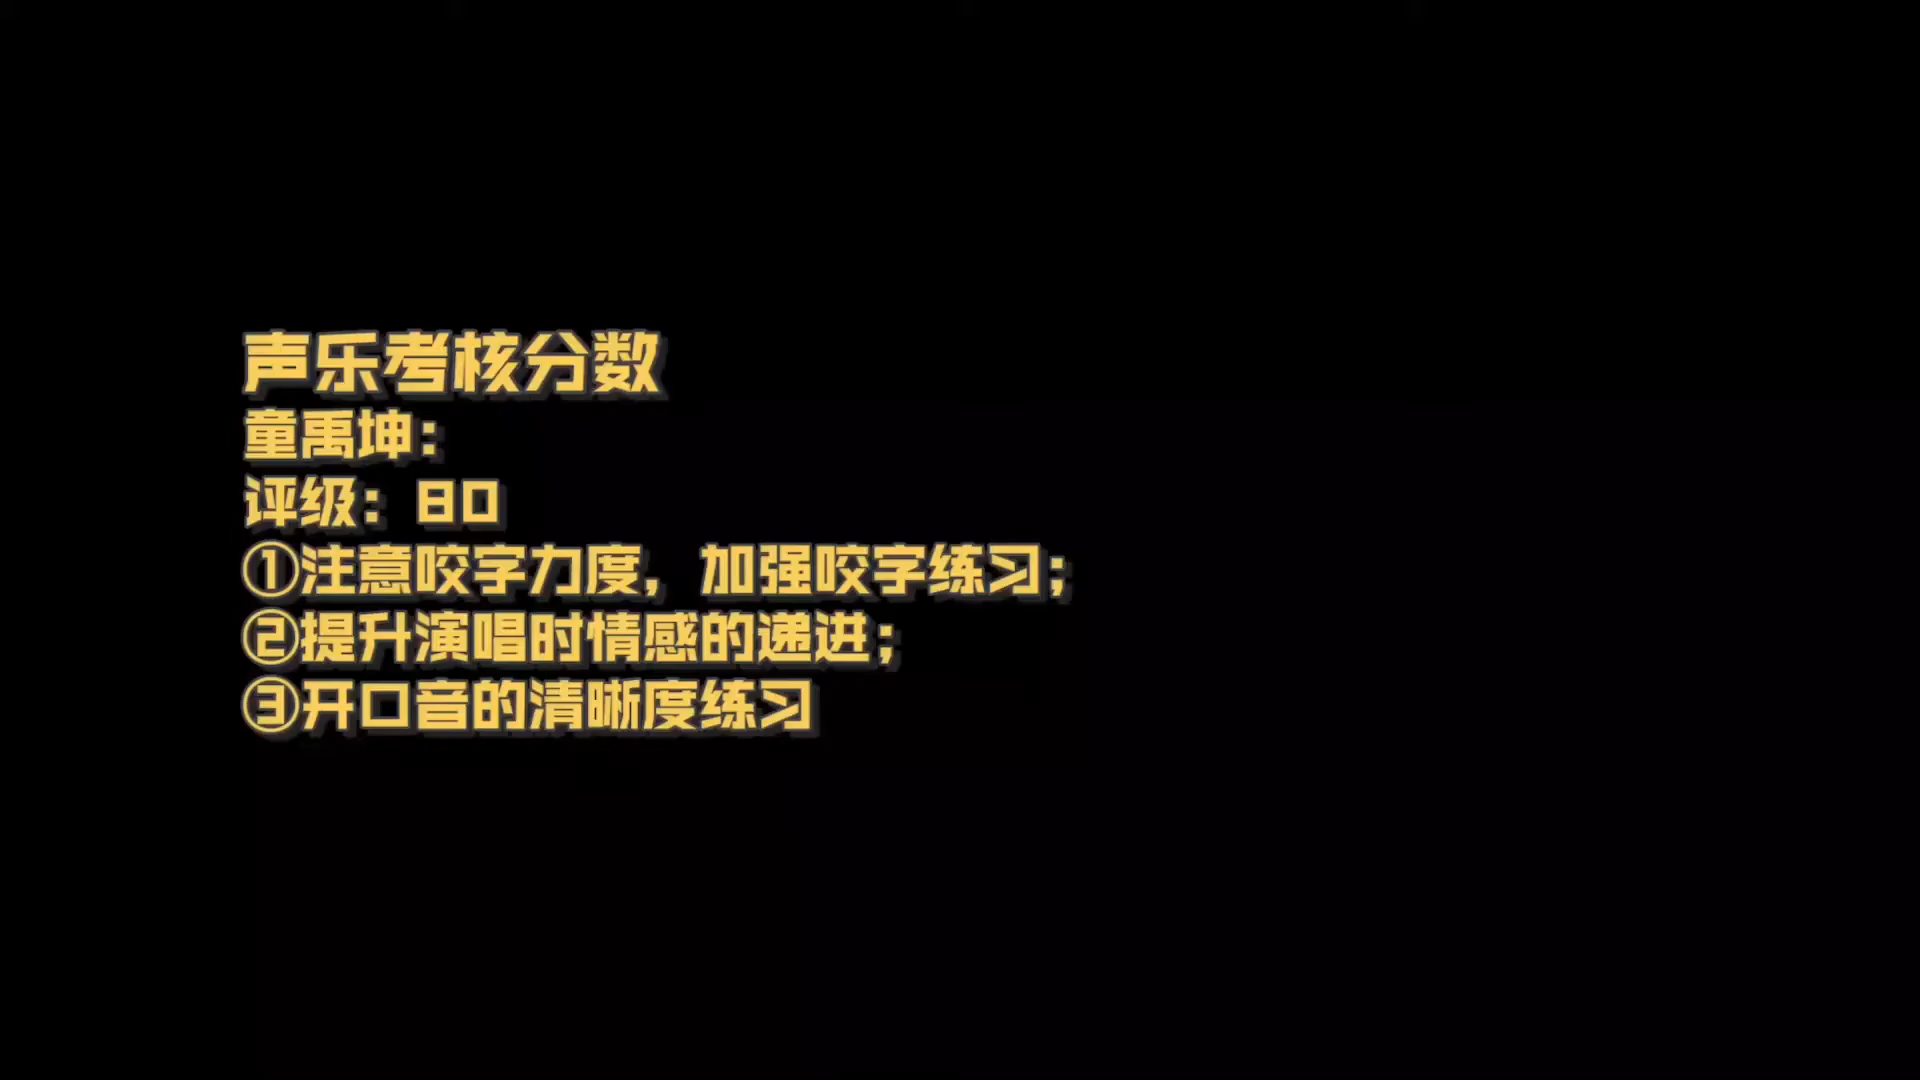 声乐考核分数
童禹坤：
评级：80
①注意咬字力度，加强咬字练习；
②提升演唱时情感的递进；
③开口音的清晰度练习